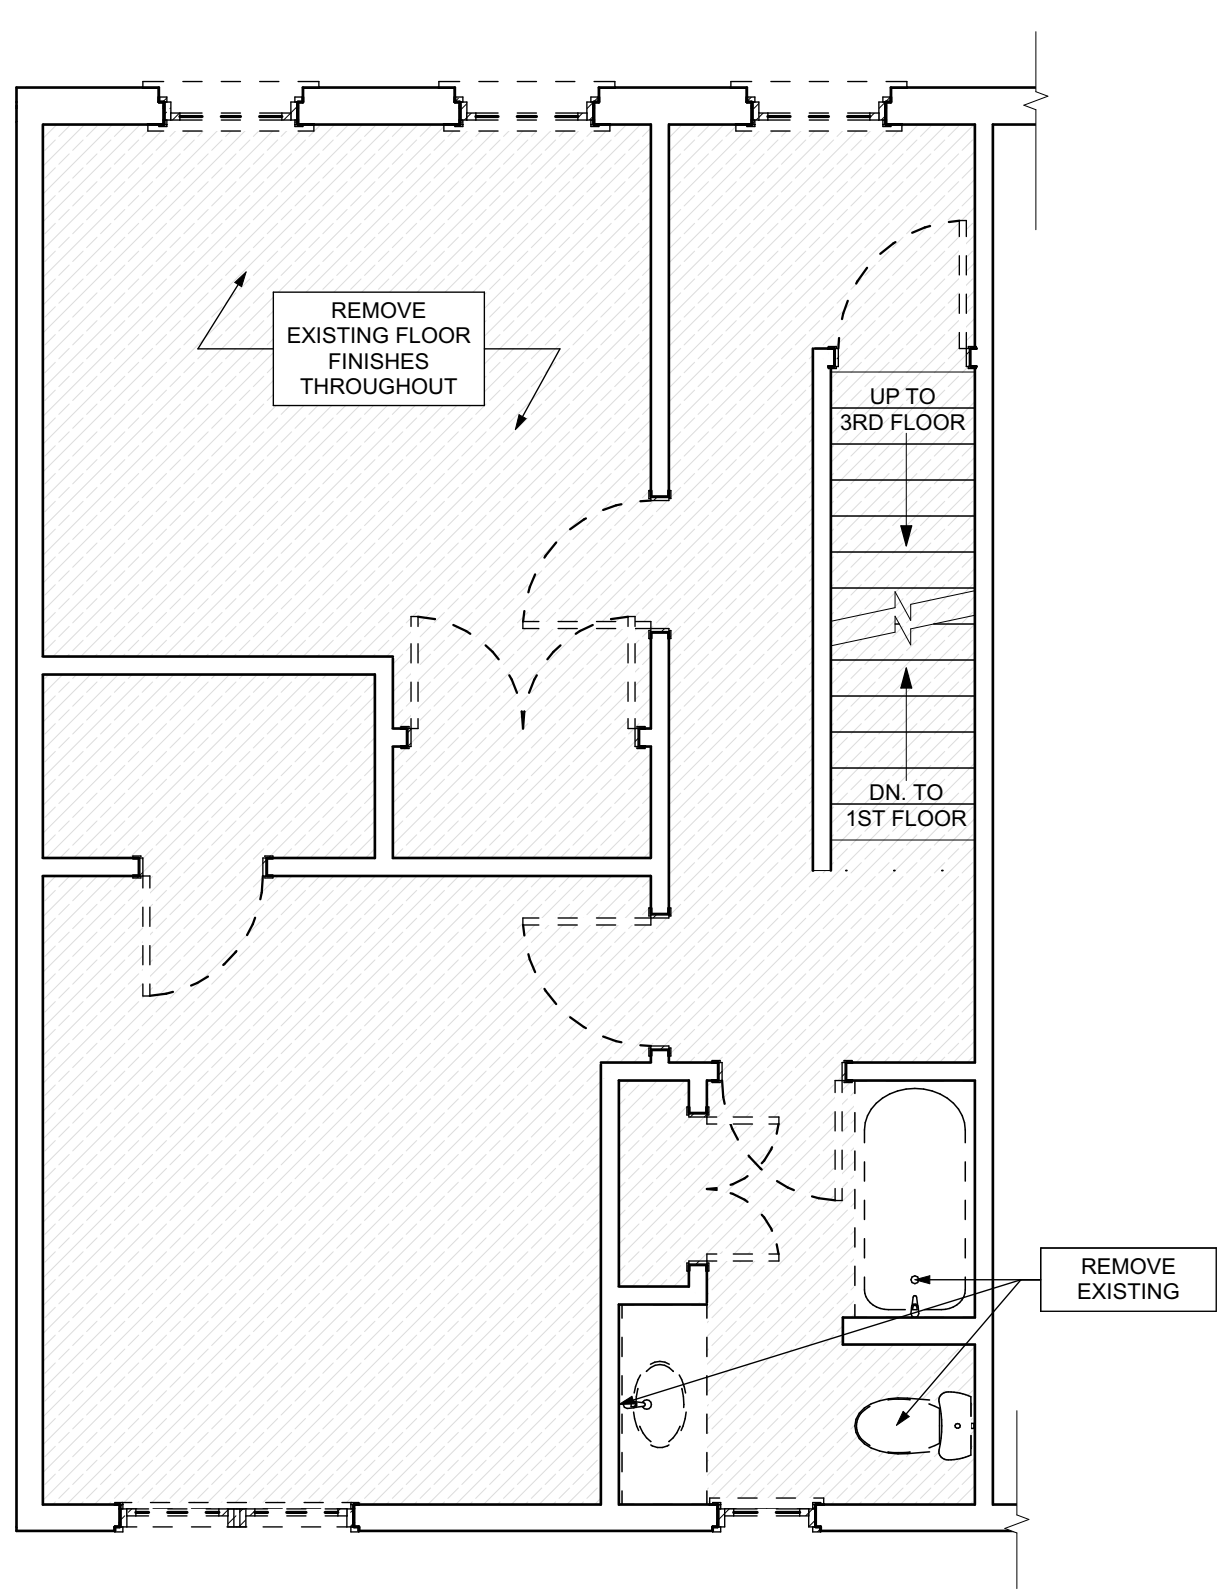 REMOVE
EXISTING FLOOR
FINISHES
THROUGHOUT
UP TO
3RD FLOOR
DN. TO
1ST FLOOR
REMOVE
EXISTING